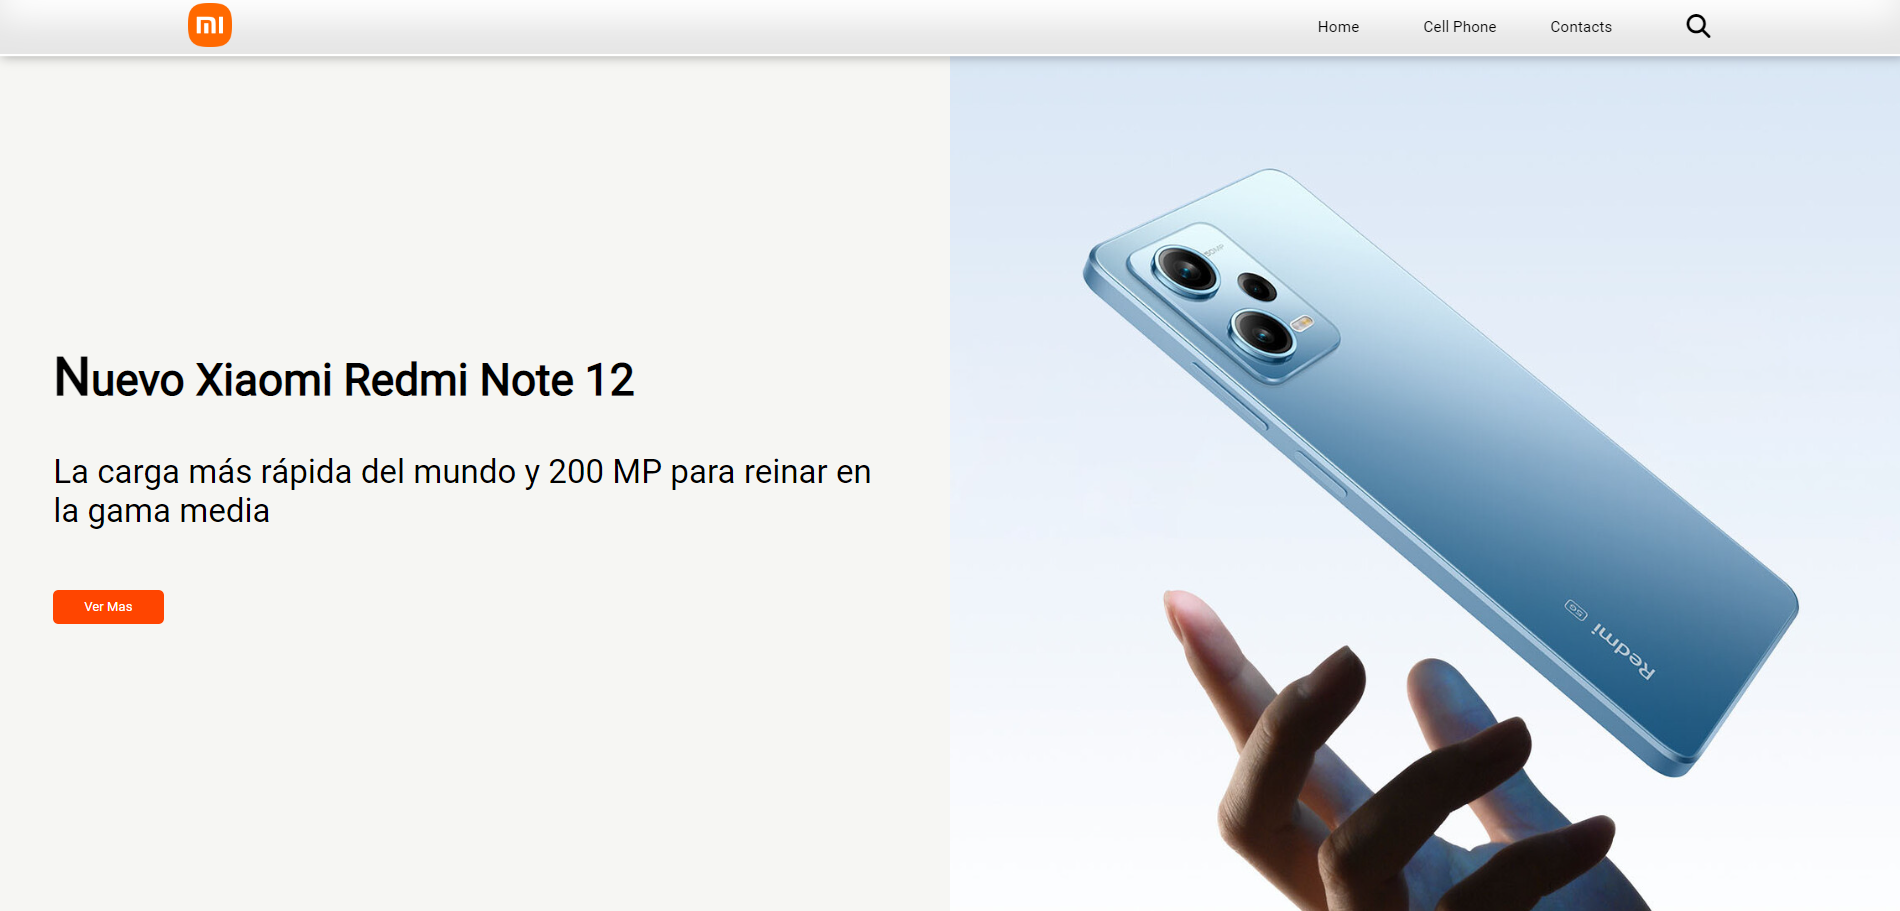 mi
Home Cell Phone Contacts
Nuevo Xiaomi Redmi Note 12
La carga más rápida del mundo y 200 MP para reinar en
la gama media
Ver Mas
50MP
Redmi 5G